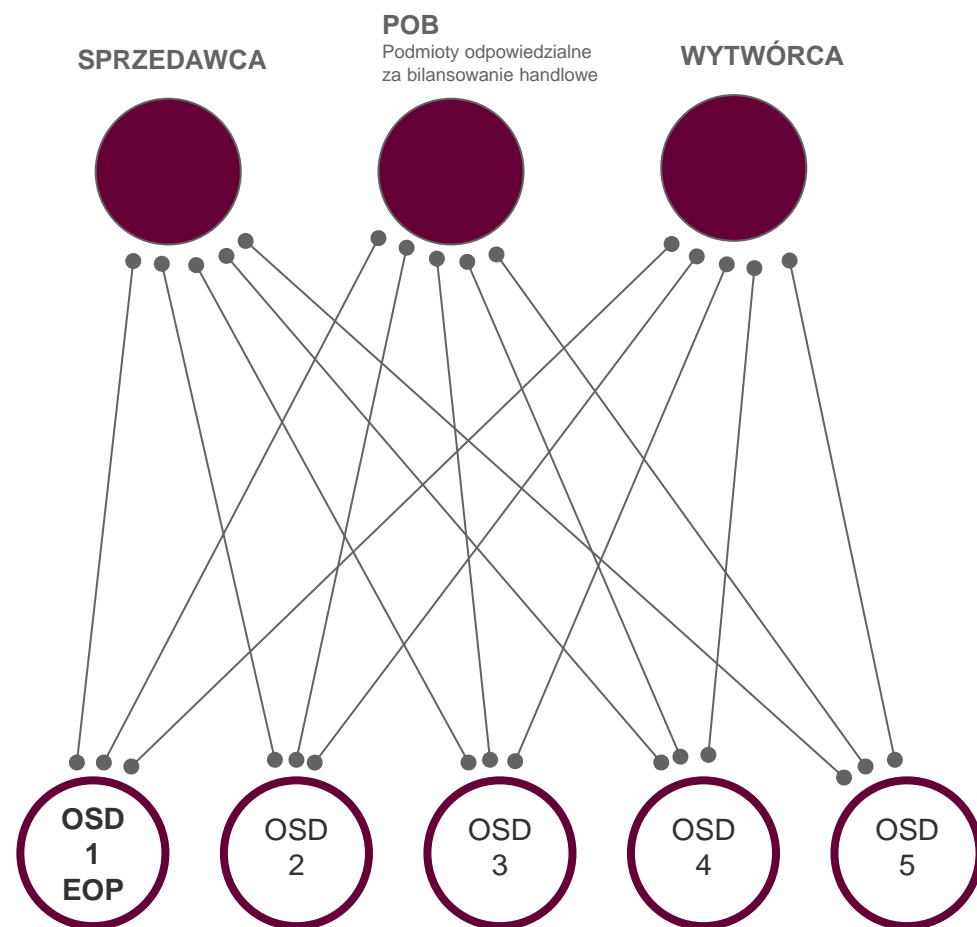 SPRZEDAWCA
POB
Podmioty odpowiedzialne
za bilansowanie handlowe
WYTWÓRCA
OSD
1
EOP
OSD
2
OSD
3
OSD
4
OSD
5